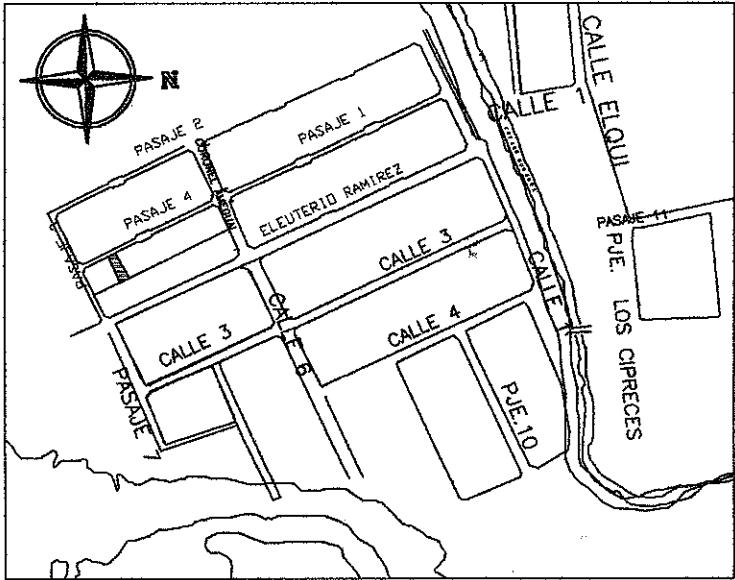 N
CALLE ELQUI
CALLE 1
PASAJE 2
PASAJE 1
PASAJE 4
ELEUTERIO RAMIREZ
PASAJE 11
PJE. LOS CIPRECES
CALLE 3
CALLE
CALLE 4
CALLE 6
CALLE 3
PASAJE 7
PJE.10